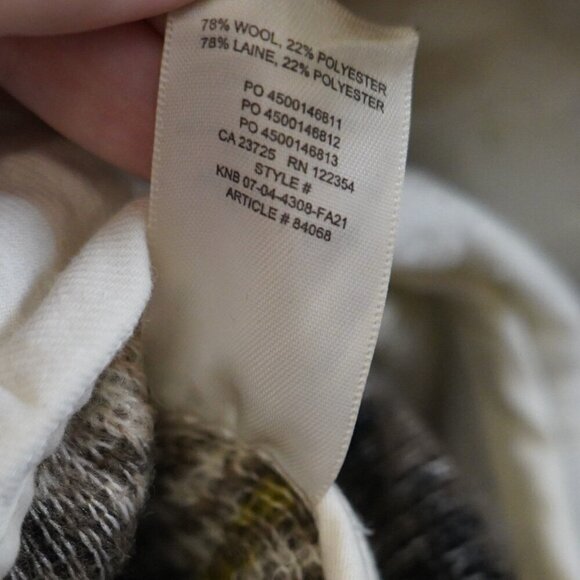 78% WOOL, 22% POLYESTER
78% LAINE, 22% POLYESTER
PO 4500146811
PO 4500146812
PO 4500146813
CA 23725 RN 122354
STYLE #
KNB 07-04-4308-FA21
ARTICLE # 84068